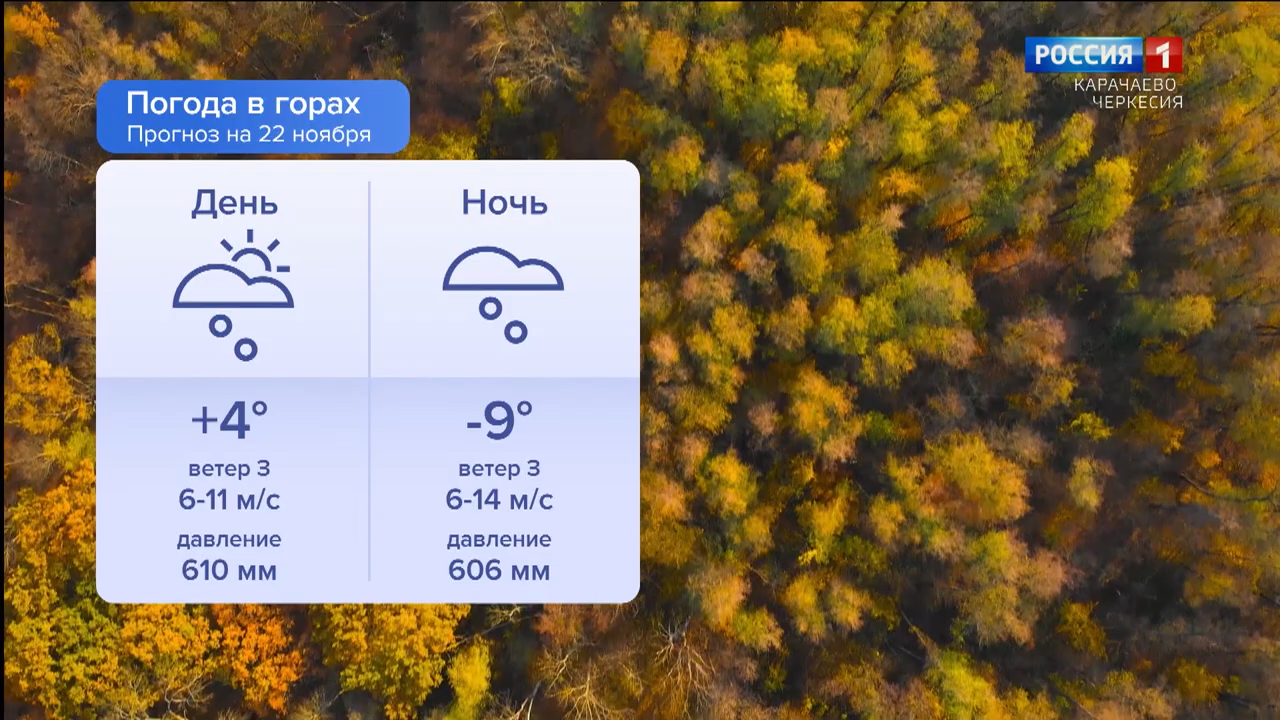 РОССИЯ 1
КАРАЧАЕВО-
ЧЕРКЕСИЯ
Погода в горах
Прогноз на 22 ноября
День
+4°
ветер З
6-11 м/с
давление
610 мм
Ночь
-9°
ветер З
6-14 м/с
давление
606 мм